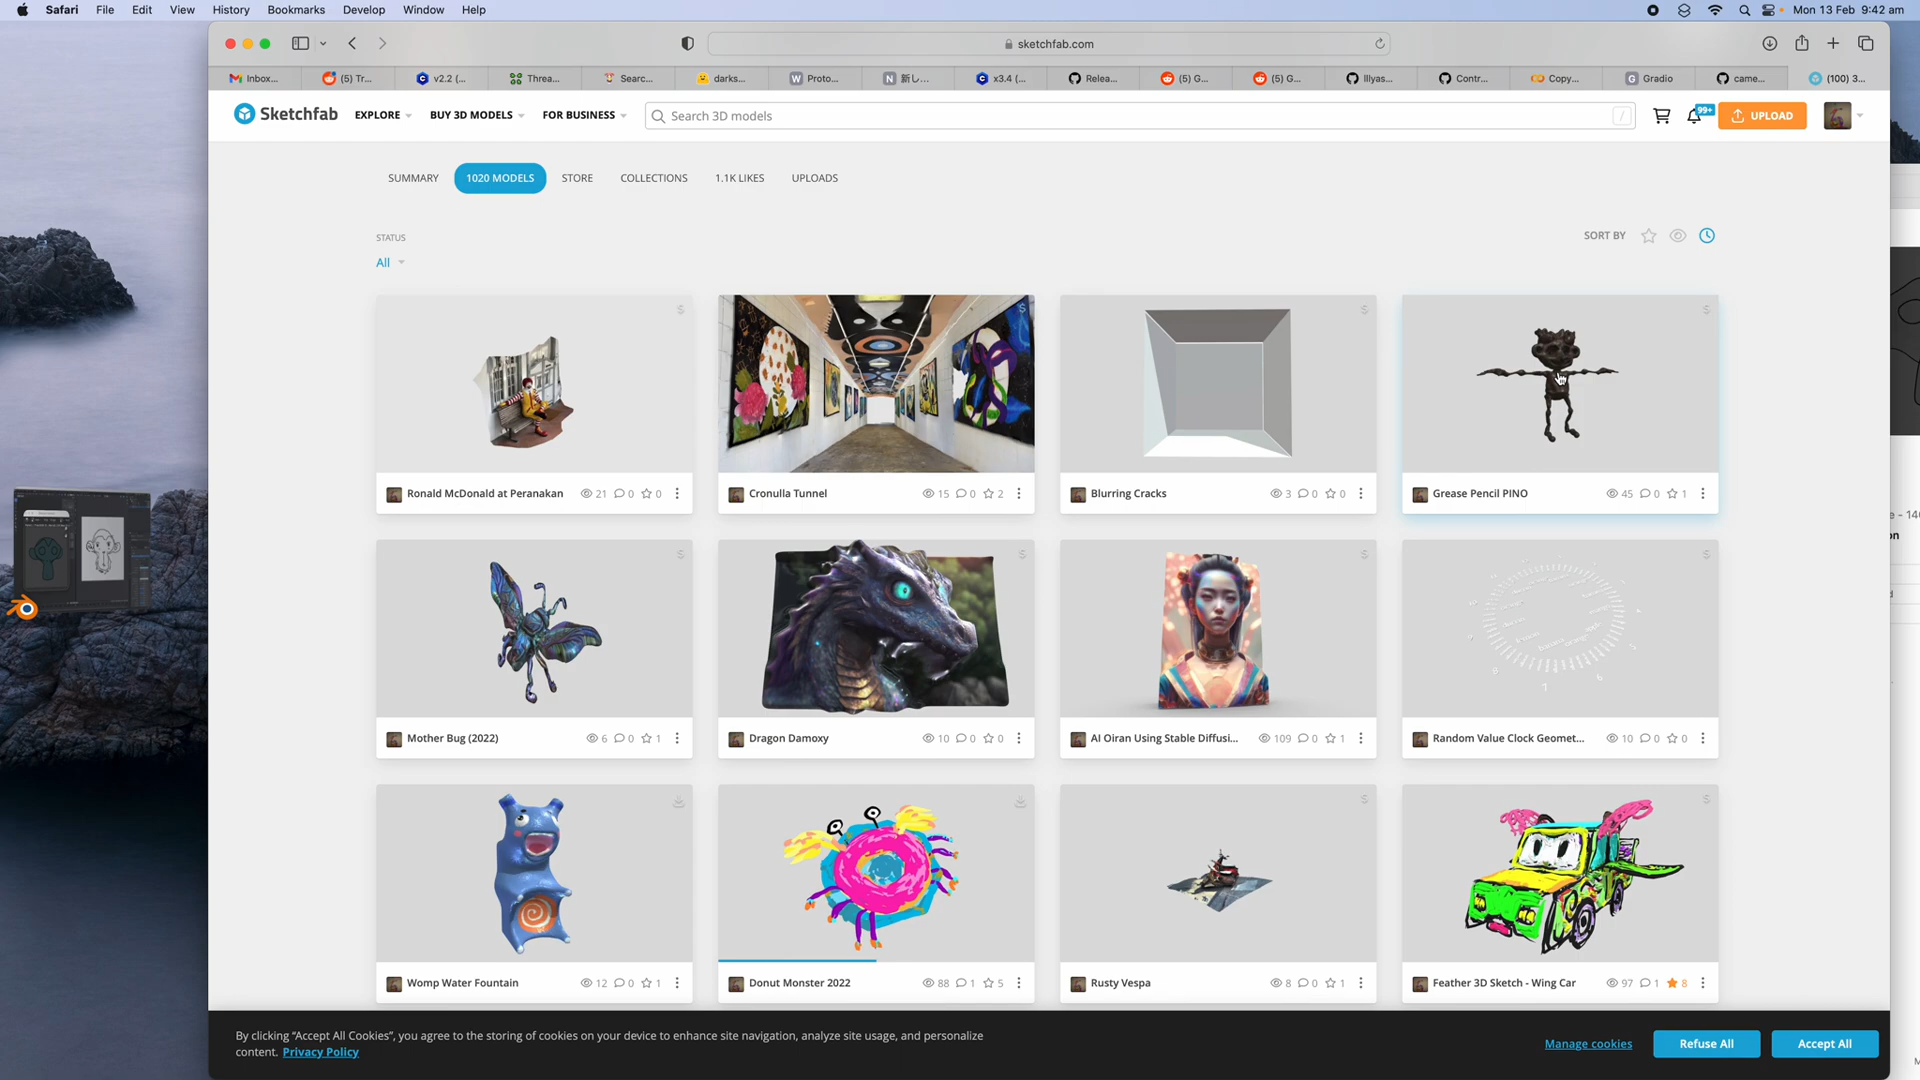 Safari File Edit View History Bookmarks Develop Window Help Mon 13 Feb 9:42 am
sketchfab.com
Inbox... (5) Tr... v2.2 (... Threa... Searc... darks... Proto... 新し... x3.4 (... Relea... (5) G... (5) G... Illyas... Contr... Copy... Gradio came... (100) 3...
Sketchfab EXPLORE BUY 3D MODELS FOR BUSINESS Search 3D models / 99+ UPLOAD
SUMMARY 1020 MODELS STORE COLLECTIONS 1.1K LIKES UPLOADS
STATUS
All
SORT BY
Ronald McDonald at Peranakan 21 0 0
Cronulla Tunnel 15 0 2
Blurring Cracks 3 0 0
Grease Pencil PINO 45 0 1
Mother Bug (2022) 6 0 1
Dragon Damoxy 10 0 0
AI Oiran Using Stable Diffusi... 109 0 1
Random Value Clock Geomet... 10 0 0
Womp Water Fountain 12 0 1
Donut Monster 2022 88 1 5
Rusty Vespa 8 0 1
Feather 3D Sketch - Wing Car 97 1 8
By clicking “Accept All Cookies”, you agree to the storing of cookies on your device to enhance site navigation, analyze site usage, and personalize
content. Privacy Policy
Manage cookies Refuse All Accept All